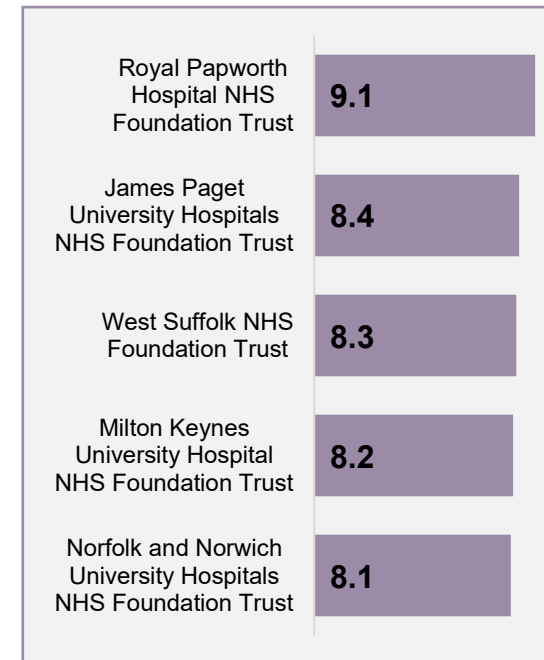 Royal Papworth
Hospital NHS
Foundation Trust
9.1
James Paget
University Hospitals
NHS Foundation Trust
8.4
West Suffolk NHS
Foundation Trust
8.3
Milton Keynes
University Hospital
NHS Foundation Trust
8.2
Norfolk and Norwich
University Hospitals
NHS Foundation Trust
8.1